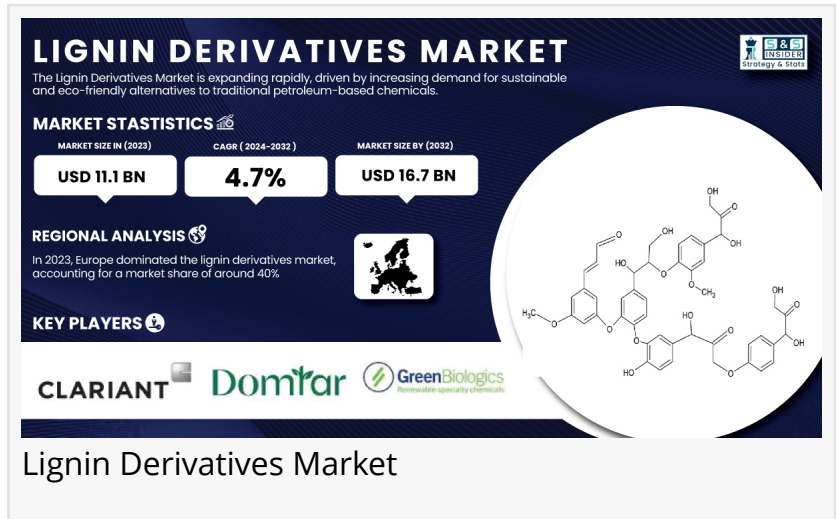 LIGNIN DERIVATIVES MARKET
S&S
INSIDER
Strategy & Stats
The Lignin Derivatives Market is expanding rapidly, driven by increasing demand for sustainable
and eco-friendly alternatives to traditional petroleum-based chemicals.
MARKET STASTISTICS
MARKET SIZE IN (2023)
USD 11.1 BN
CAGR ( 2024-2032 )
4.7%
MARKET SIZE BY (2032)
USD 16.7 BN
REGIONAL ANALYSIS
In 2023, Europe dominated the lignin derivatives market,
accounting for a market share of around 40%
KEY PLAYERS
CLARIANT
Domtar
GreenBiologics
Renewable specialty chemicals
OH
O
OH
O
OH
HO
O
O
CH₃
H₃C
O
O
O
HO
OH
O
O
OH
O
OH
Lignin Derivatives Market